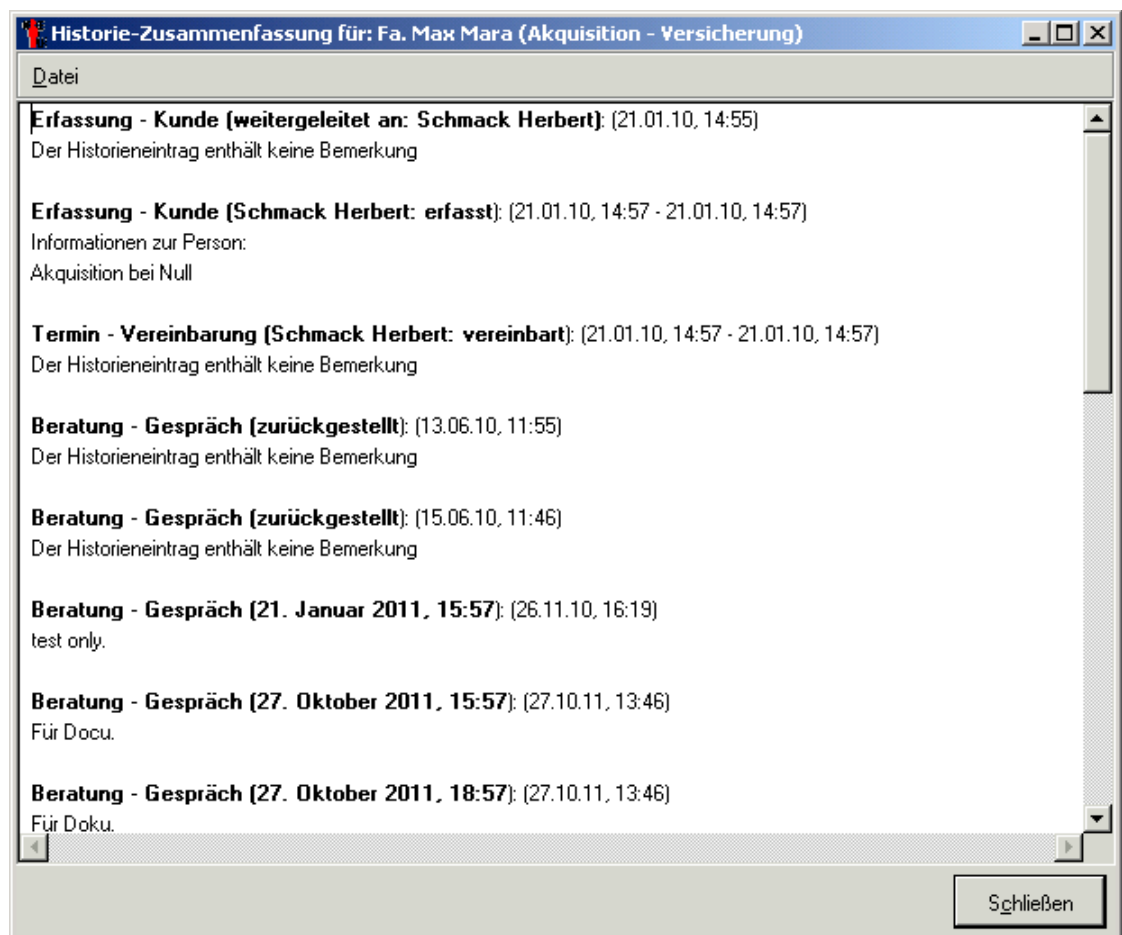 Historie-Zusammenfassung für: Fa. Max Mara (Akquisition - Versicherung)
Datei
Erfassung - Kunde (weitergeleitet an: Schmack Herbert): (21.01.10, 14:55)
Der Historieneintrag enthält keine Bemerkung
Erfassung - Kunde (Schmack Herbert: erfasst): (21.01.10, 14:57 - 21.01.10, 14:57)
Informationen zur Person:
Akquisition bei Null
Termin - Vereinbarung (Schmack Herbert: vereinbart): (21.01.10, 14:57 - 21.01.10, 14:57)
Der Historieneintrag enthält keine Bemerkung
Beratung - Gespräch (zurückgestellt): (13.06.10, 11:55)
Der Historieneintrag enthält keine Bemerkung
Beratung - Gespräch (zurückgestellt): (15.06.10, 11:46)
Der Historieneintrag enthält keine Bemerkung
Beratung - Gespräch (21. Januar 2011, 15:57): (26.11.10, 16:19)
test only.
Beratung - Gespräch (27. Oktober 2011, 15:57): (27.10.11, 13:46)
Für Docu.
Beratung - Gespräch (27. Oktober 2011, 18:57): (27.10.11, 13:46)
Für Doku.
Schließen